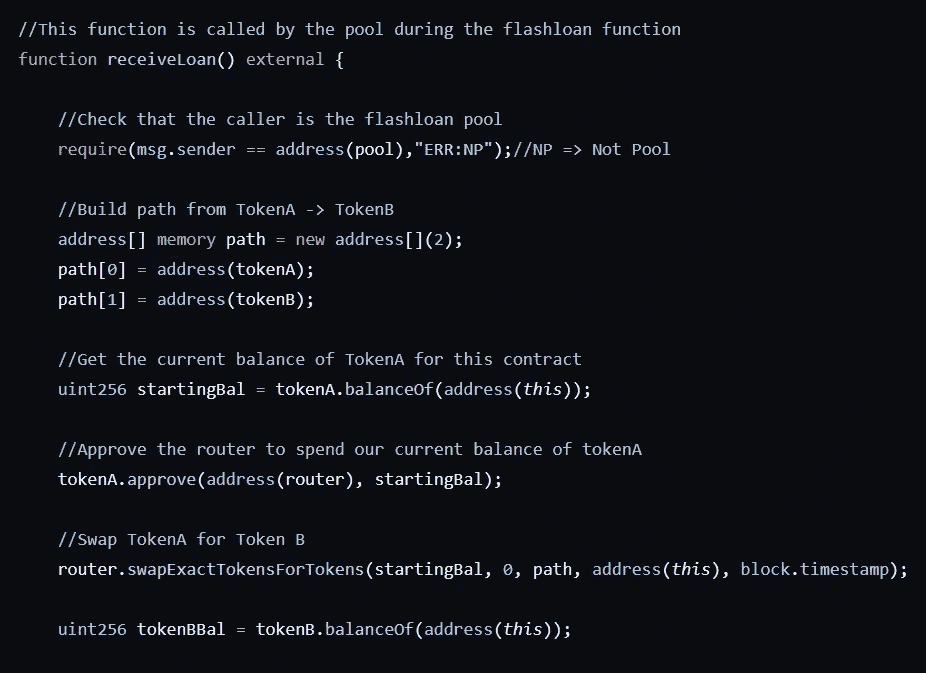 //This function is called by the pool during the flashloan function
function receiveLoan() external {
//Check that the caller is the flashloan pool
require(msg.sender == address(pool),"ERR:NP");//NP => Not Pool
//Build path from TokenA -> TokenB
address[] memory path = new address[](2);
path[0] = address(tokenA);
path[1] = address(tokenB);
//Get the current balance of TokenA for this contract
uint256 startingBal = tokenA.balanceOf(address(this));
//Approve the router to spend our current balance of tokenA
tokenA.approve(address(router), startingBal);
//Swap TokenA for Token B
router.swapExactTokensForTokens(startingBal, 0, path, address(this), block.timestamp);
uint256 tokenBBal = tokenB.balanceOf(address(this));